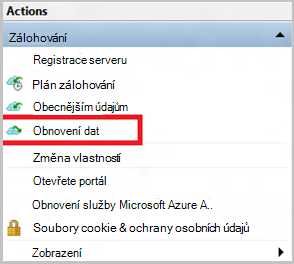 Actions
Zálohování
Registrace serveru
Plán zálohování
Obecnějším údajům
Obnovení dat
Změna vlastností
Otevřete portál
Obnovení služby Microsoft Azure A..
Soubory cookie & ochrany osobních údajů
Zobrazení